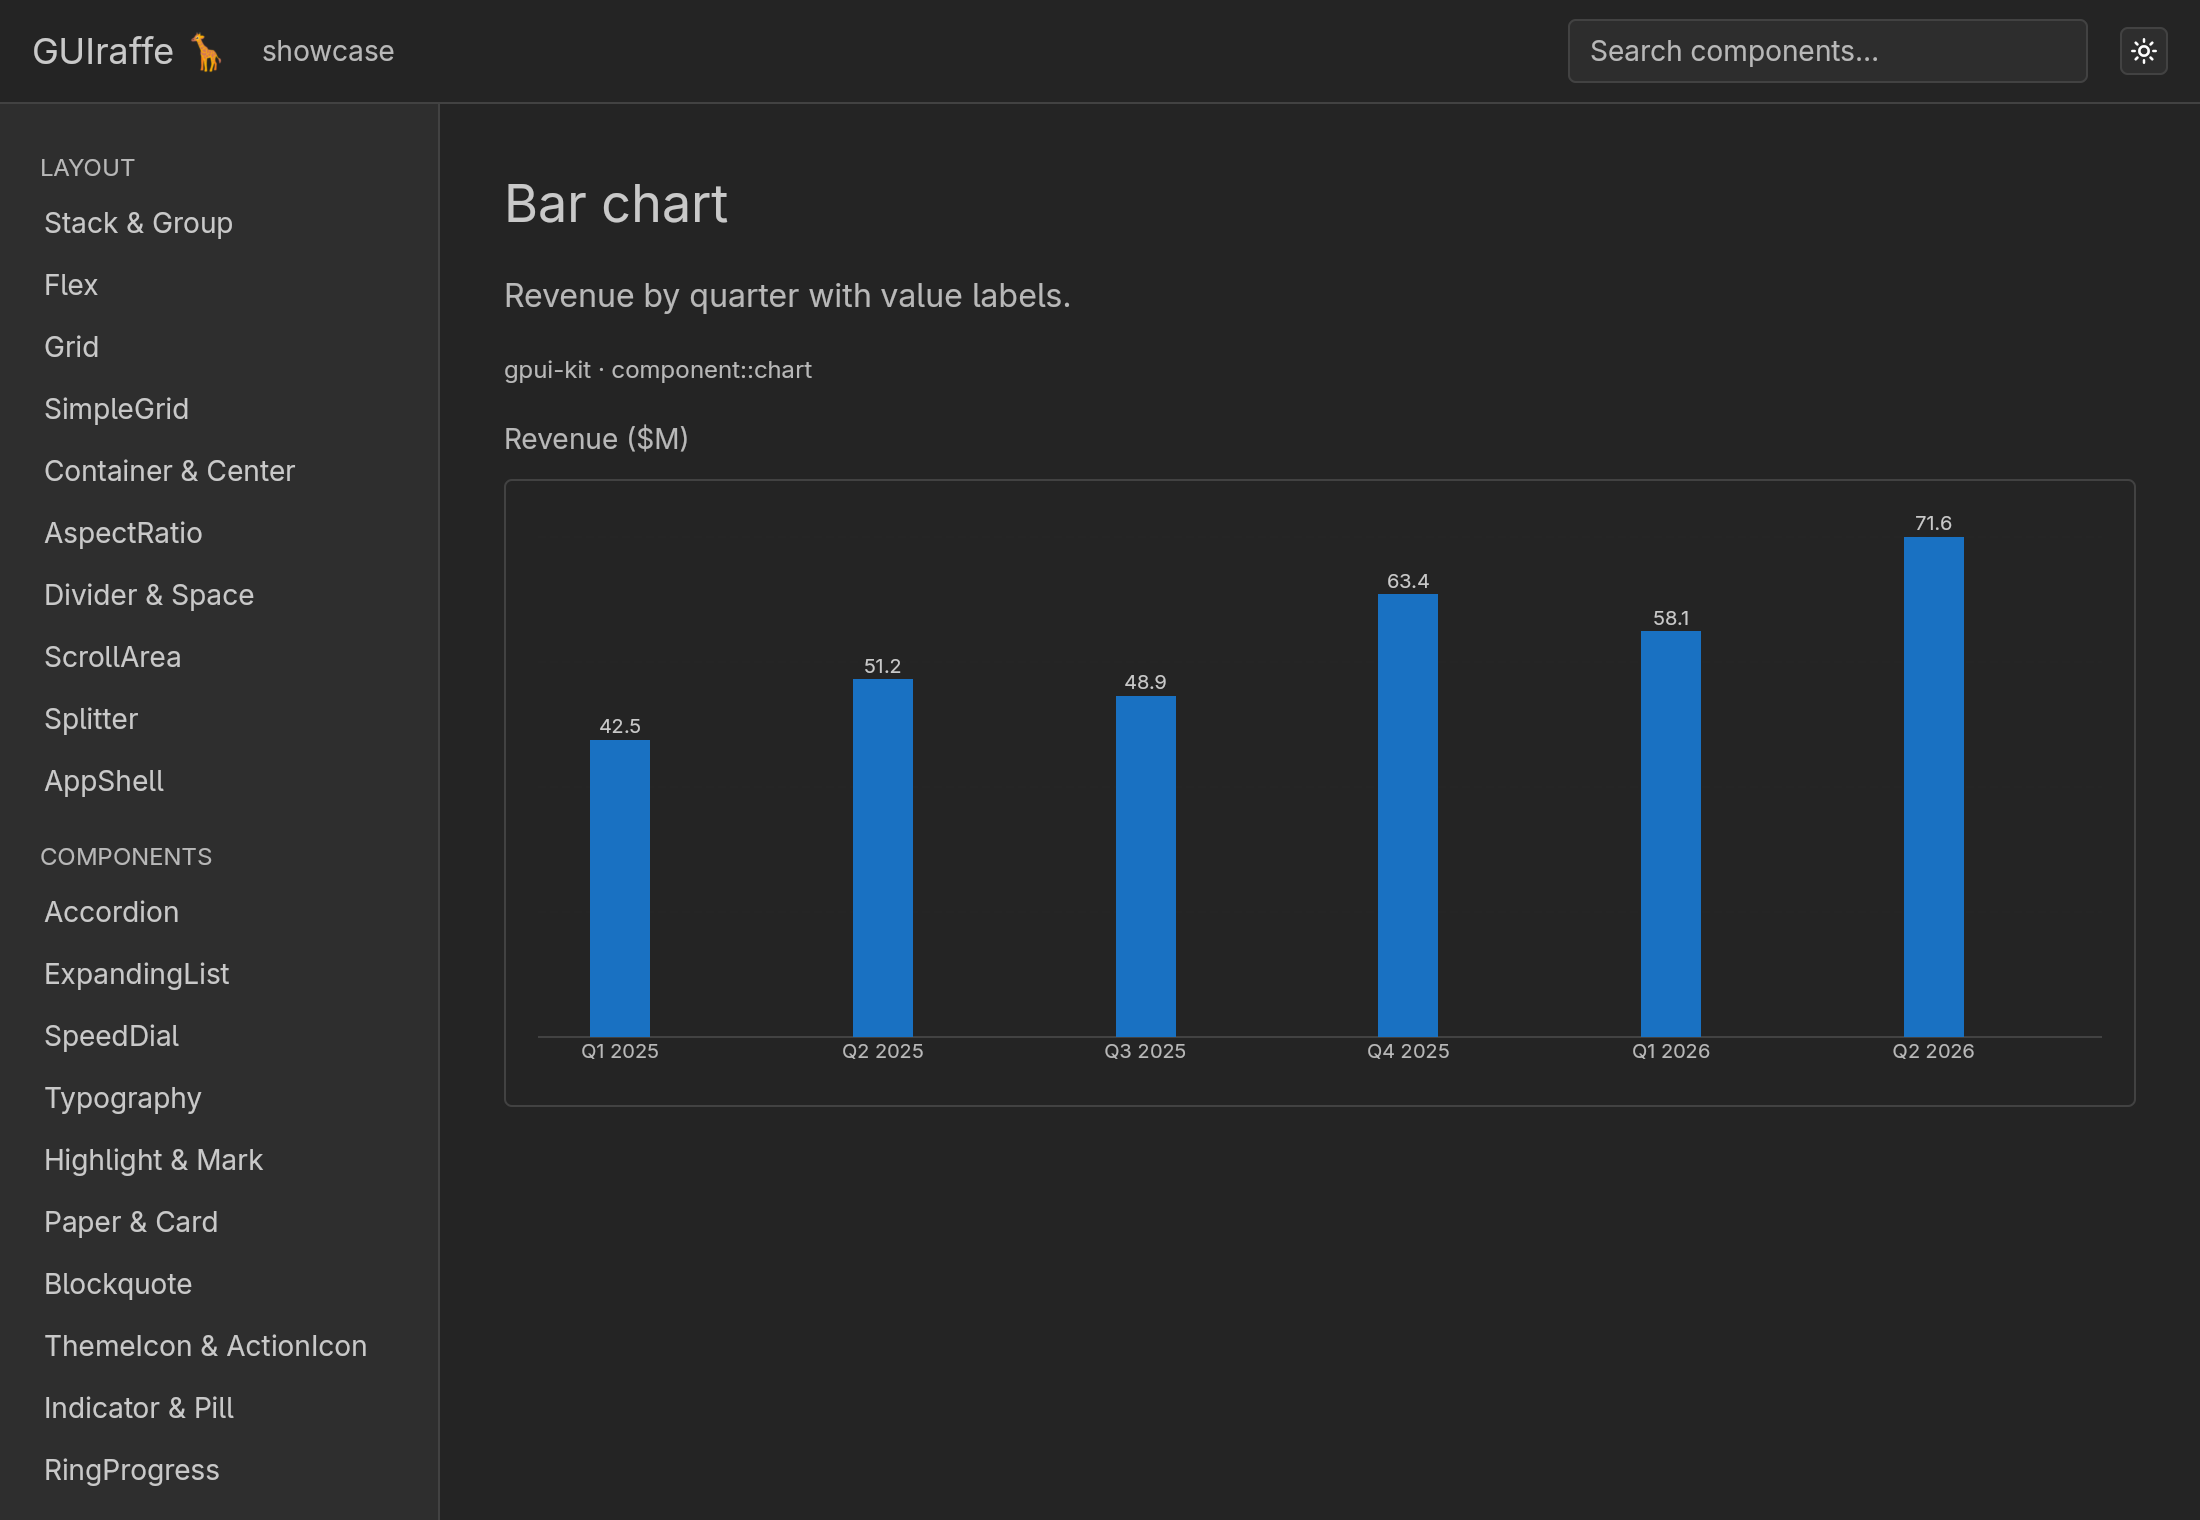 GUIraffe 🦒 showcase
Search components...
LAYOUT
Stack & Group
Flex
Grid
SimpleGrid
Container & Center
AspectRatio
Divider & Space
ScrollArea
Splitter
AppShell
COMPONENTS
Accordion
ExpandingList
SpeedDial
Typography
Highlight & Mark
Paper & Card
Blockquote
ThemeIcon & ActionIcon
Indicator & Pill
RingProgress
Bar chart
Revenue by quarter with value labels.
gpui-kit · component::chart
Revenue ($M)
42.5
51.2
48.9
63.4
58.1
71.6
Q1 2025
Q2 2025
Q3 2025
Q4 2025
Q1 2026
Q2 2026